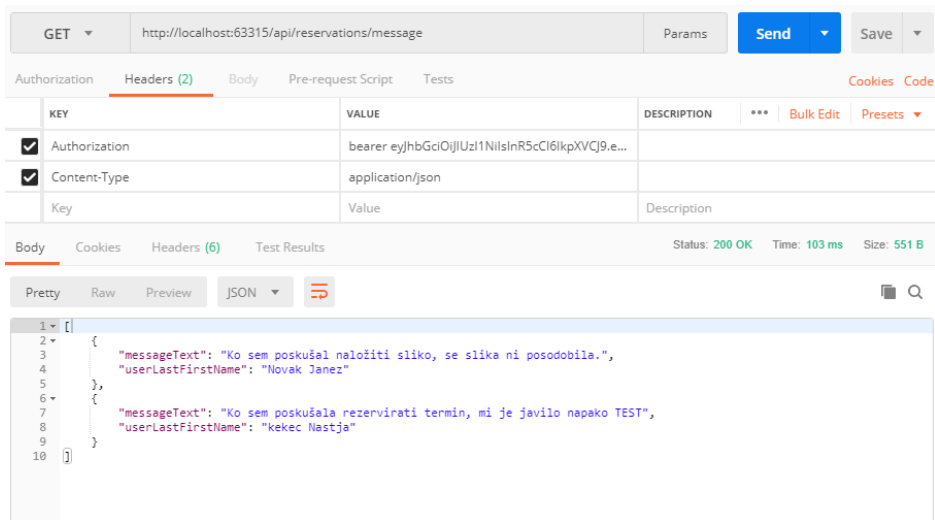 GET http://localhost:63315/api/reservations/message Params Send Save
Authorization Headers (2) Body Pre-request Script Tests Cookies Code
KEY VALUE DESCRIPTION ••• Bulk Edit Presets
Authorization bearer eyJhbGciOiJIUzI1NiIsInR5cCI6IkpXVCJ9.e...
Content-Type application/json
Key Value Description
Body Cookies Headers (6) Test Results Status: 200 OK Time: 103 ms Size: 551 B
Pretty Raw Preview JSON
1 [
2 {
3 "messageText": "Ko sem poskušal naložiti sliko, se slika ni posodobila.",
4 "userLastFirstName": "Novak Janez"
5 },
6 {
7 "messageText": "Ko sem poskušala rezervirati termin, mi je javilo napako TEST",
8 "userLastFirstName": "kekec Nastja"
9 }
10 ]